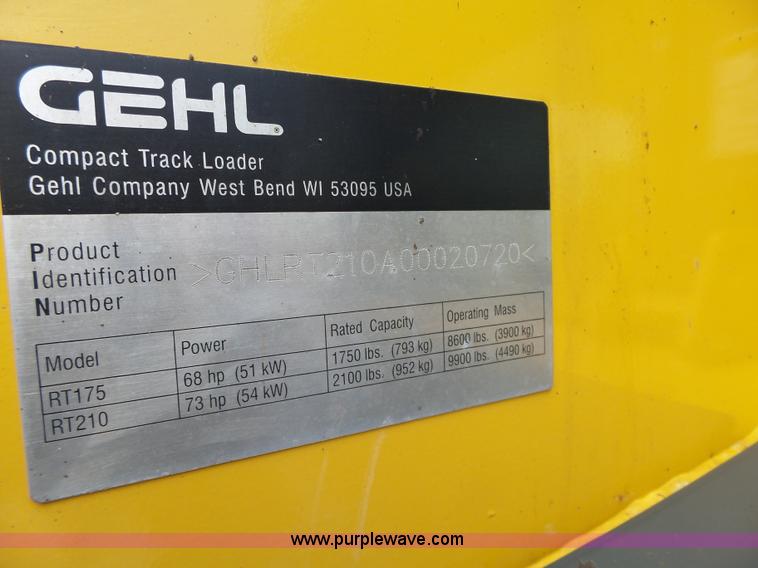 GEHL
Compact Track Loader
Gehl Company West Bend WI 53095 USA
Product
Identification
Number
>GHLRT210A00020720<
Model Power Rated Capacity Operating Mass
RT175 68 hp (51 kW) 1750 lbs. (793 kg) 8600 lbs. (3900 kg)
RT210 73 hp (54 kW) 2100 lbs. (952 kg) 9900 lbs. (4490 kg)
www.purplewave.com